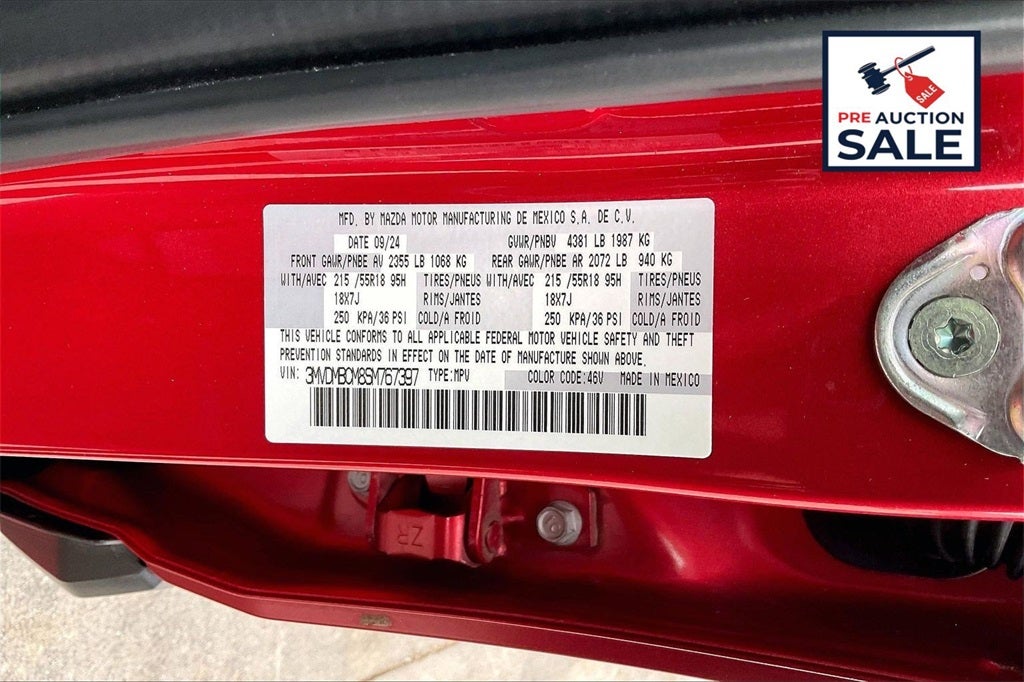 SALE
PRE AUCTION
SALE
MFD. BY MAZDA MOTOR MANUFACTURING DE MEXICO S.A. DE C.V.
DATE 09/24 GVWR/PNBV 4381 LB 1987 KG
FRONT GAWR/PNBE AV 2355 LB 1068 KG REAR GAWR/PNBE AR 2072 LB 940 KG
WITH/AVEC 215 /55R18 95H TIRES/PNEUS WITH/AVEC 215 /55R18 95H TIRES/PNEUS
18X7J RIMS/JANTES 18X7J RIMS/JANTES
250 KPA/36 PSI COLD/A FROID 250 KPA/36 PSI COLD/A FROID
THIS VEHICLE CONFORMS TO ALL APPLICABLE FEDERAL MOTOR VEHICLE SAFETY AND THEFT
PREVENTION STANDARDS IN EFFECT ON THE DATE OF MANUFACTURE SHOWN ABOVE.
VIN: 3MVDMBCM8SM767397 TYPE:MPV COLOR CODE:46V MADE IN MEXICO
ZR